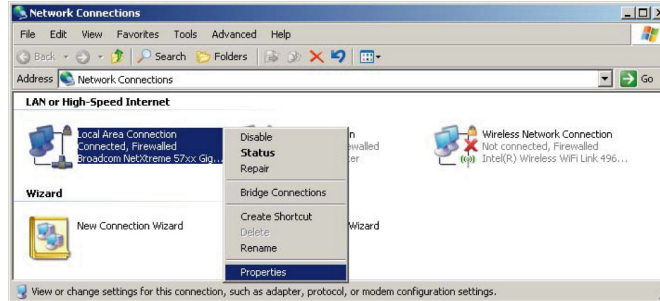 Network Connections
File Edit View Favorites Tools Advanced Help
Back Search Folders
Address Network Connections Go
LAN or High-Speed Internet
Local Area Connection
Connected, Firewalled
Broadcom NetXtreme 57xx Gig...
Disable
Status
Repair
Bridge Connections
Create Shortcut
Delete
Rename
Properties
Wireless Network Connection
Not connected, Firewalled
Intel(R) Wireless WiFi Link 496...
Wizard
New Connection Wizard
Wizard
View or change settings for this connection, such as adapter, protocol, or modem configuration settings.